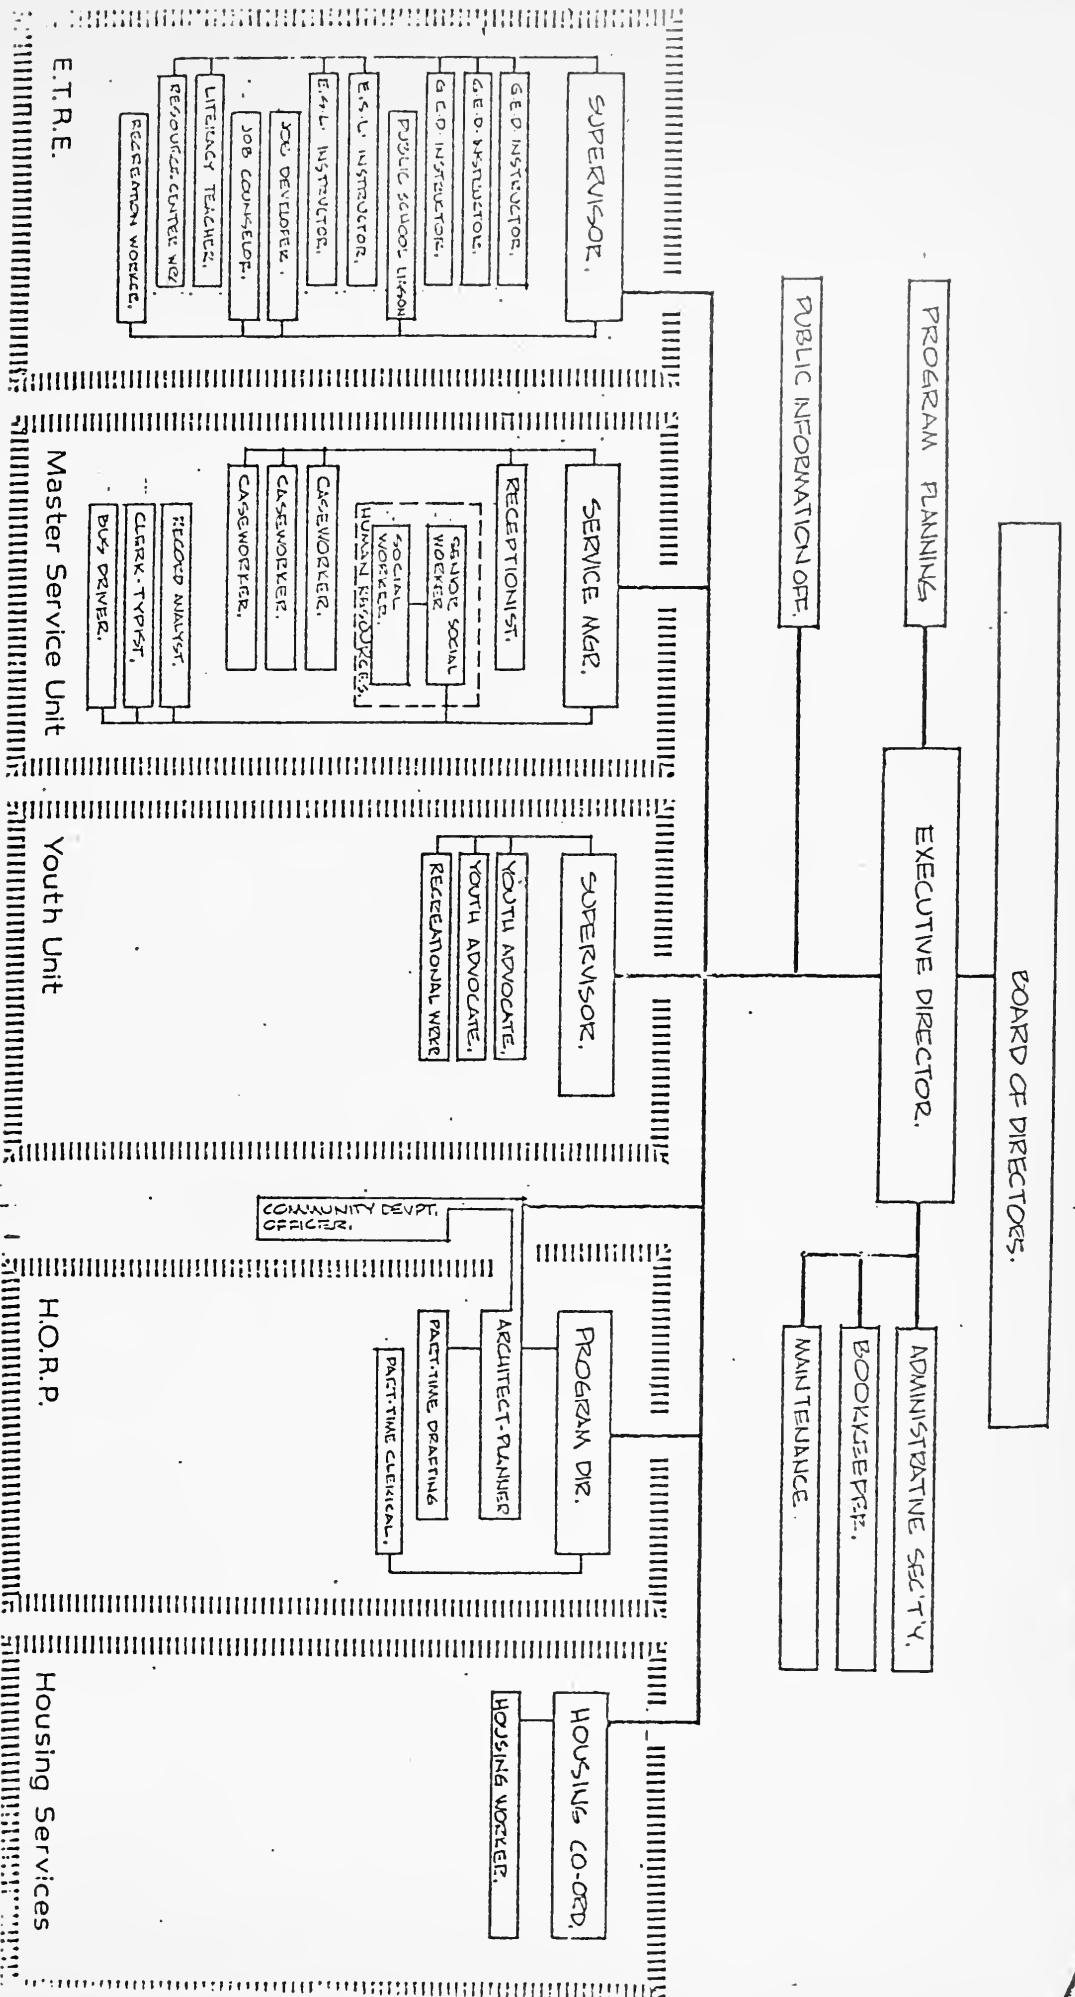 BOARD OF DIRECTORS.
EXECUTIVE DIRECTOR.
PROGRAM PLANNING
PUBLIC INFORMATION OFF.
ADMINISTRATIVE SEC'T'Y.
BOOKKEEPER.
MAINTENANCE
SUPERVISOR.
G.E.D. INSTRUCTOR.
G.E.D. INSTRUCTOR.
G.E.D. INSTRUCTOR.
PUBLIC SCHOOL LIASON
E.S.L. INSTRUCTOR.
E.S.L. INSTRUCTOR.
JOB DEVELOPER.
JOB COUNSELOR.
LITERACY TEACHER.
RESOURCE-CENTER WRK
RECREATION WORKER.
E.T.R.E.
SERVICE MGR.
RECEPTIONIST.
SENIOR SOCIAL
WORKER
SOCIAL
WORKER.
HUMAN RESOURCES.
CASEWORKER.
CASEWORKER.
CASEWORKER.
RECORD ANALYST.
CLERK-TYPIST.
BUS DRIVER.
Master Service Unit
SUPERVISOR.
YOUTH ADVOCATE.
YOUTH ADVOCATE.
RECREATIONAL WRKR
Youth Unit
COMMUNITY DEVPT.
OFFICER.
PROGRAM DIR.
ARCHITECT-PLANNER
PART-TIME DRAFTING
PART-TIME CLERICAL.
H.O.R.P.
HOUSING CO-ORD.
HOUSING WORKER.
Housing Services